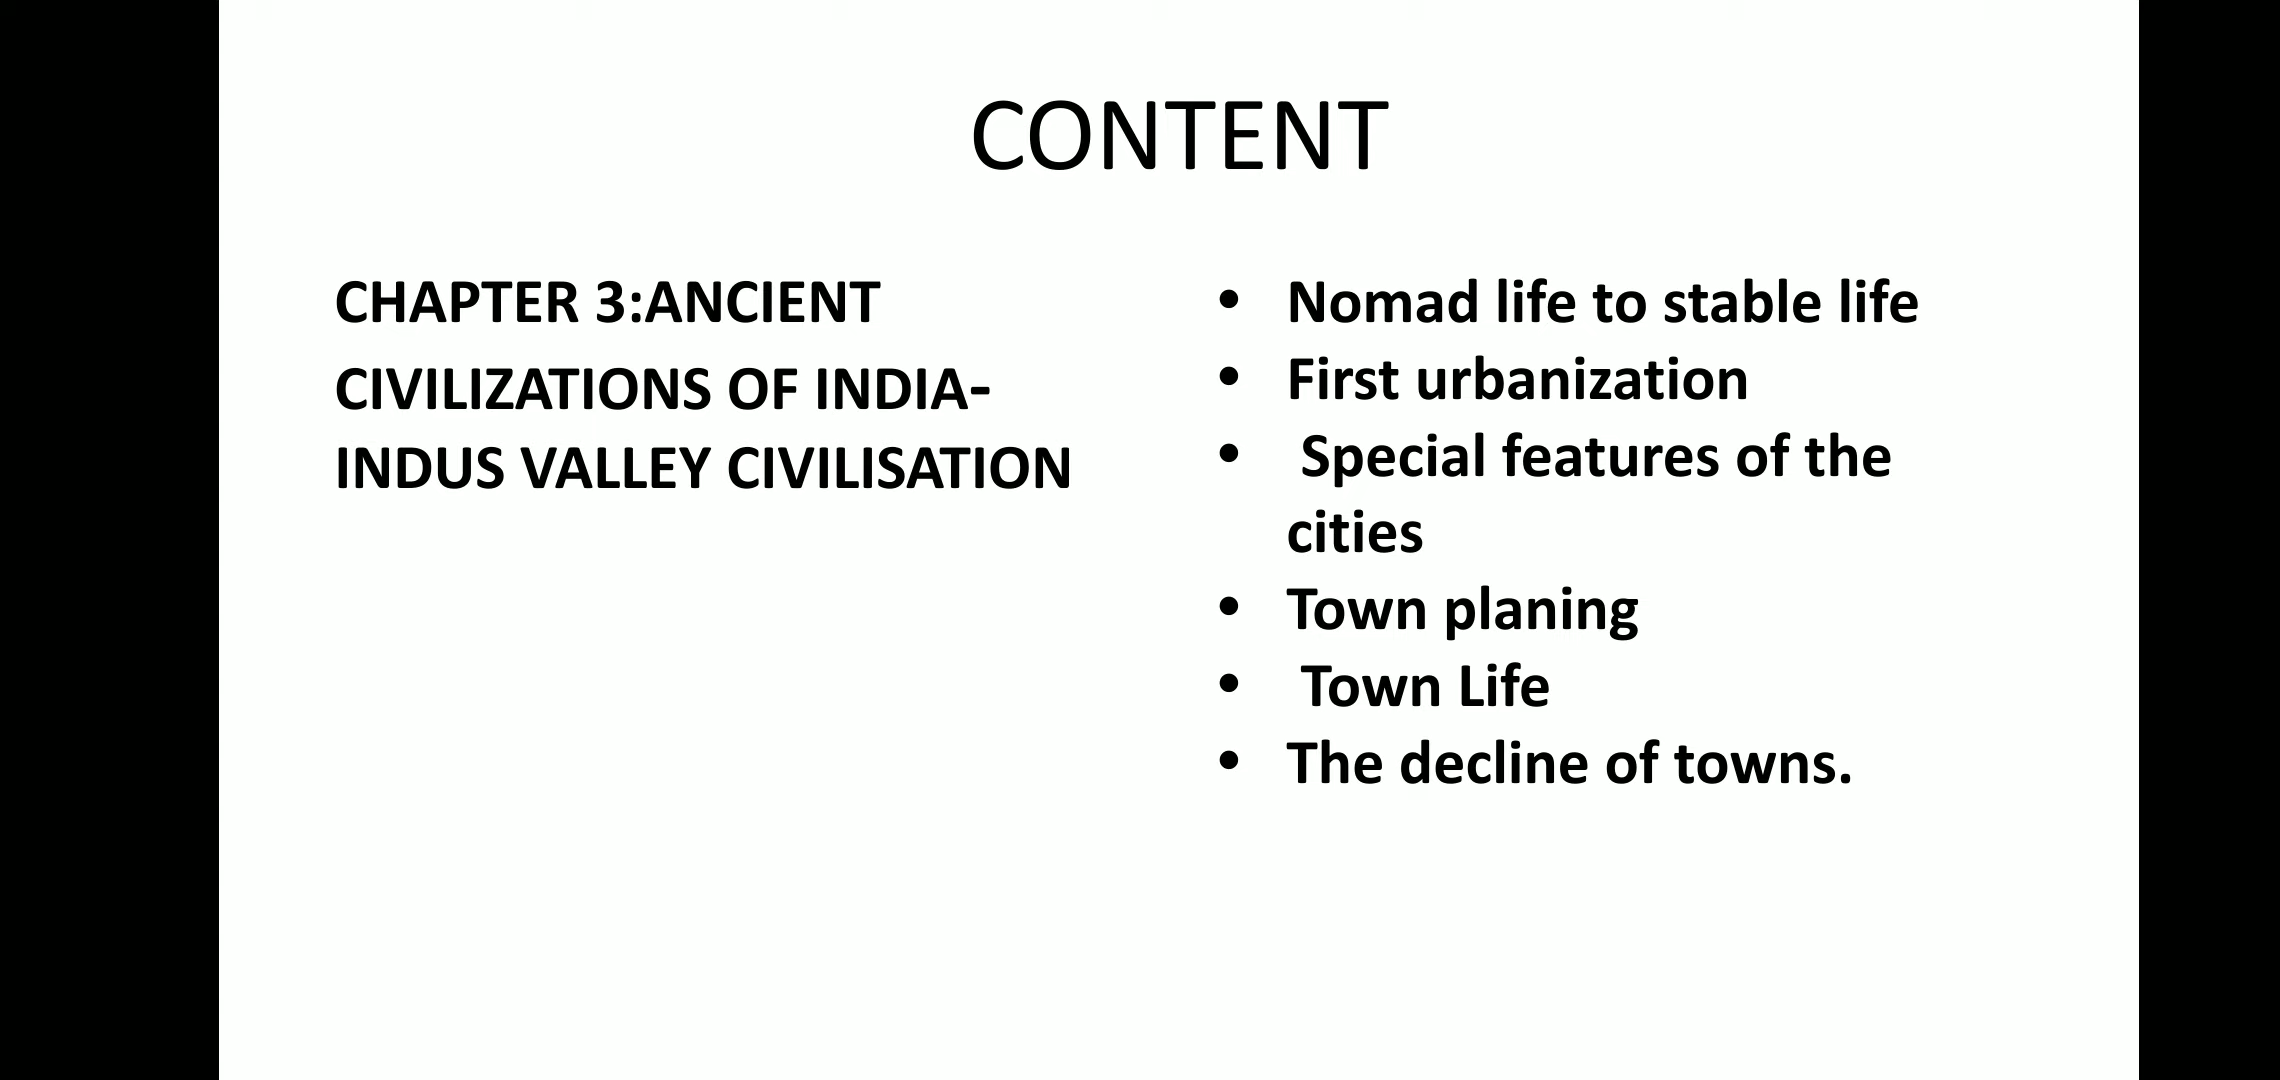 CONTENT
CHAPTER 3:ANCIENT
CIVILIZATIONS OF INDIA-
INDUS VALLEY CIVILISATION
• Nomad life to stable life
• First urbanization
• Special features of the
cities
• Town planing
• Town Life
• The decline of towns.